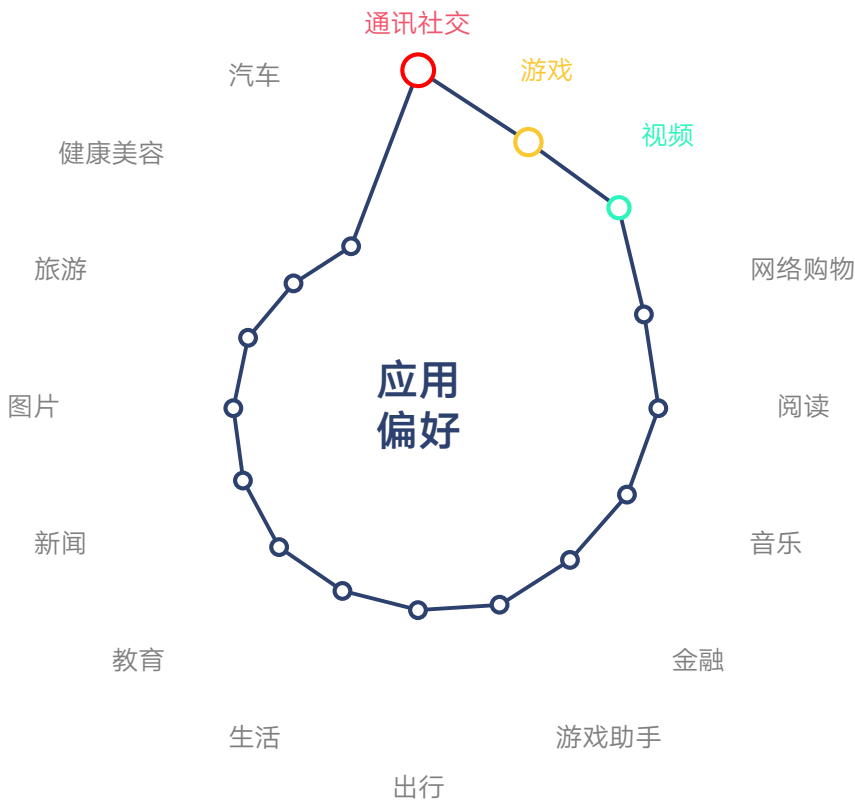 通讯社交
游戏
汽车
视频
健康美容
旅游
网络购物
应用
偏好
图片
阅读
新闻
音乐
教育
金融
生活
游戏助手
出行